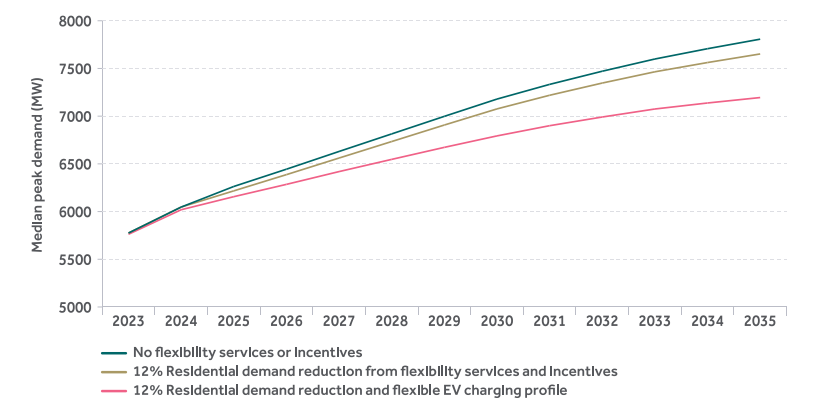 8000
7500
7000
6500
6000
5500
5000
Median peak demand (MW)
2023 2024 2025 2026 2027 2028 2029 2030 2031 2032 2033 2034 2035
No flexibility services or incentives
12% Residential demand reduction from flexibility services and incentives
12% Residential demand reduction and flexible EV charging profile